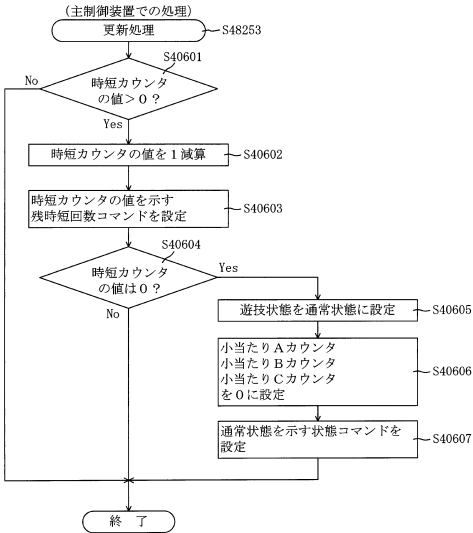 (主制御装置での処理)
更新処理
S48253
S40601
時短カウンタ
の値>0?
No
Yes
時短カウンタの値を1減算
S40602
時短カウンタの値を示す
残時短回数コマンドを設定
S40603
S40604
時短カウンタ
の値は0?
Yes
No
遊技状態を通常状態に設定
S40605
小当たりAカウンタ
小当たりBカウンタ
小当たりCカウンタ
を0に設定
S40606
通常状態を示す状態コマンドを
設定
S40607
終 了